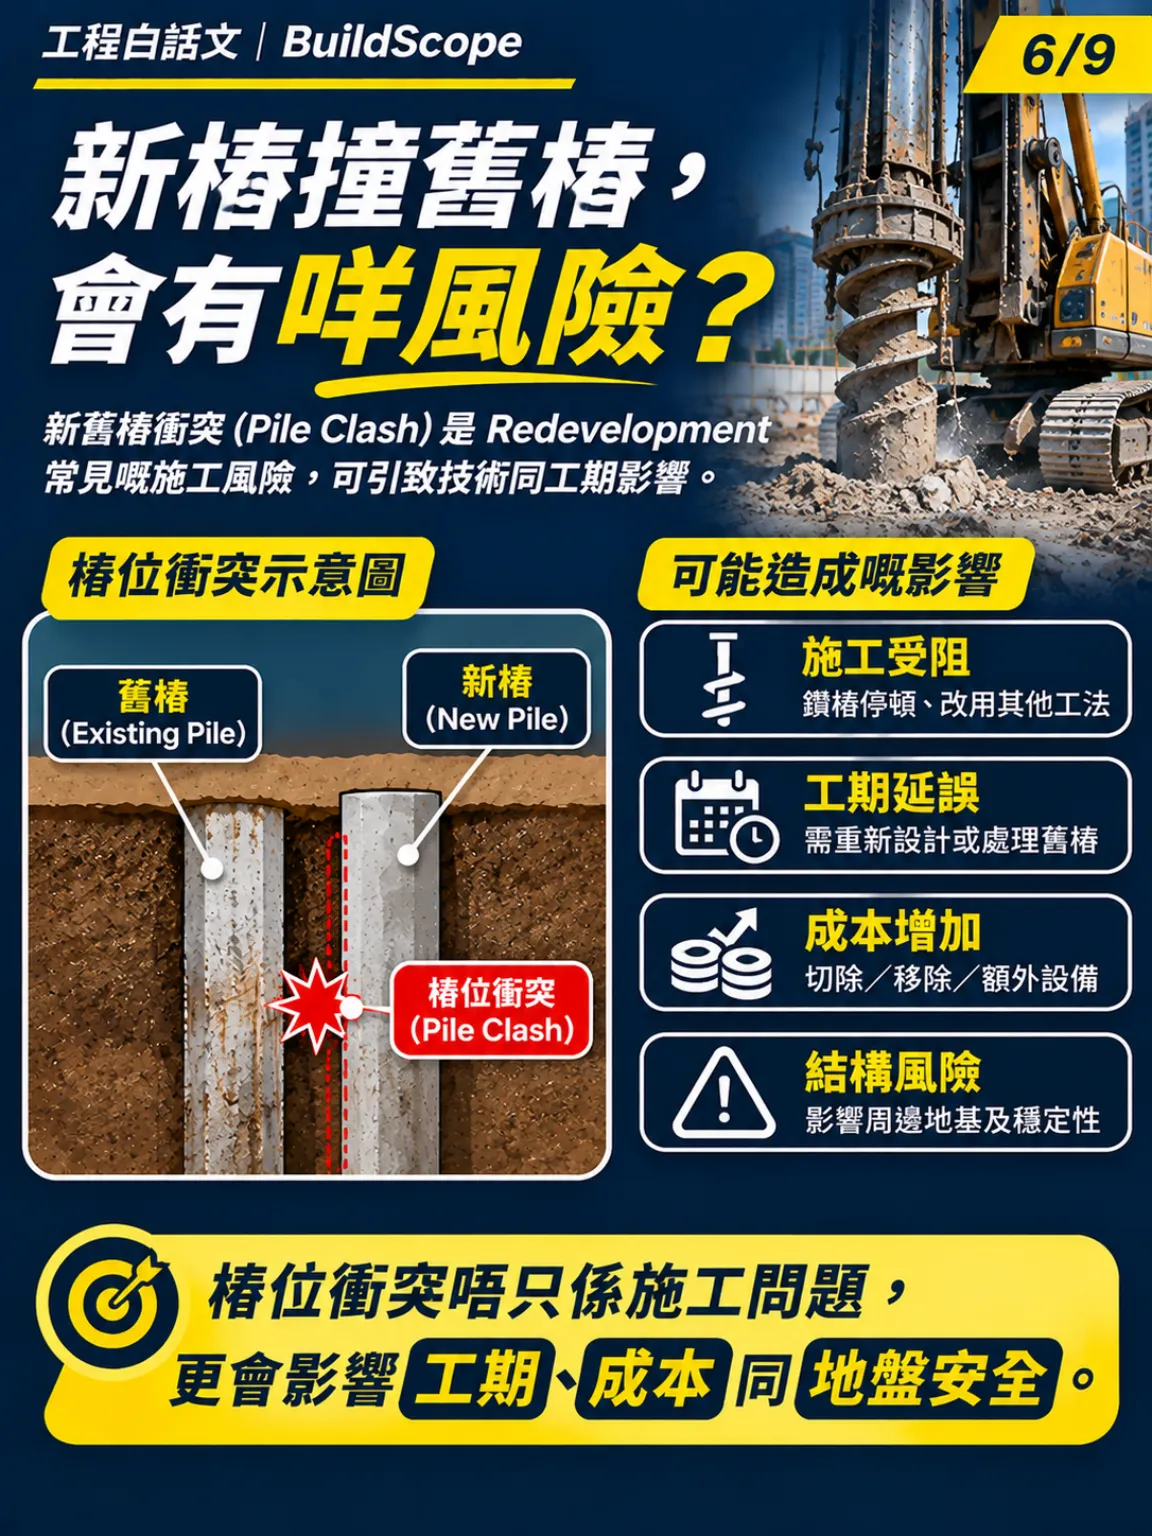 工程白話文｜BuildScope
6/9
新樁撞舊樁，
會有咩風險？
新舊樁衝突 (Pile Clash) 是 Redevelopment
常見嘅施工風險，可引致技術同工期影響。
樁位衝突示意圖
舊樁
(Existing Pile)
新樁
(New Pile)
樁位衝突
(Pile Clash)
可能造成嘅影響
施工受阻
鑽樁停頓、改用其他工法
工期延誤
需重新設計或處理舊樁
成本增加
切除／移除／額外設備
結構風險
影響周邊地基及穩定性
樁位衝突唔只係施工問題，
更會影響 工期、成本 同 地盤安全。